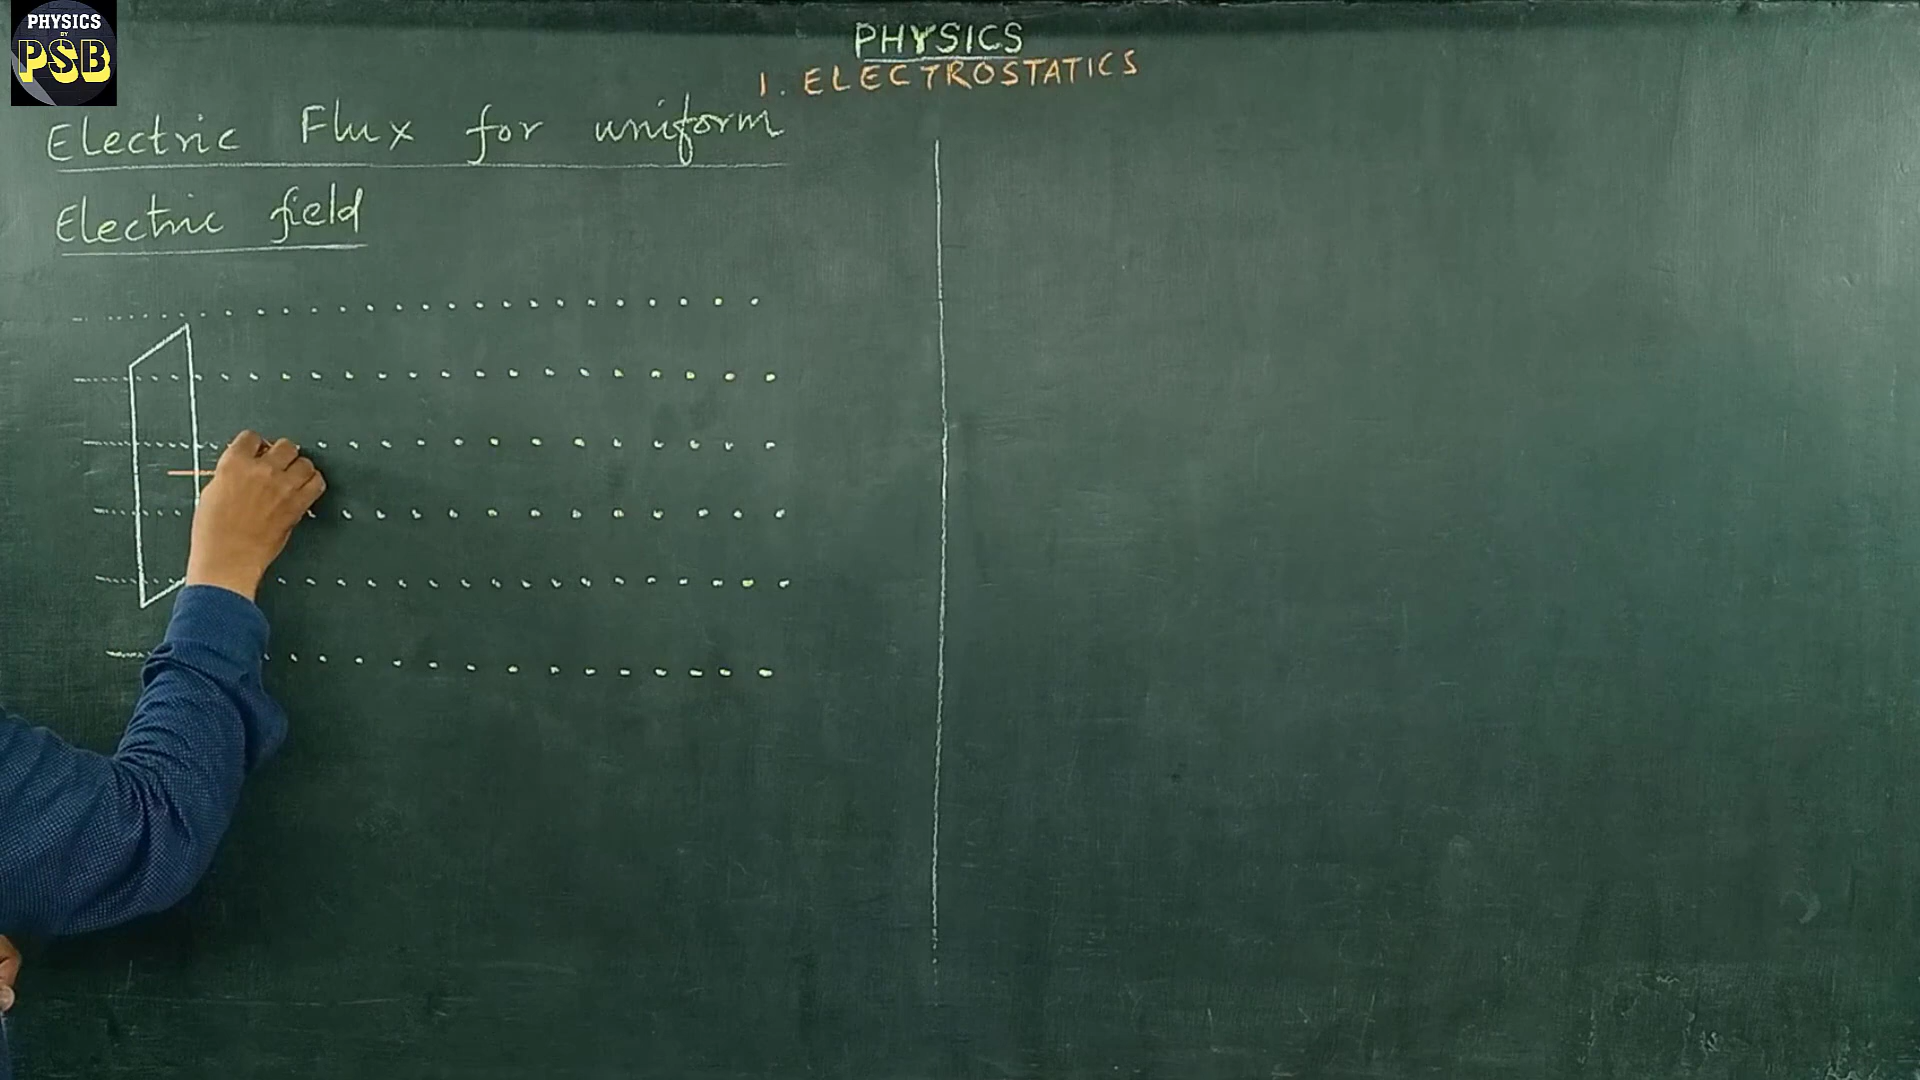 PHYSICS
BY
PSB
PHYSICS
1. ELECTROSTATICS
Electric Flux for uniform
Electric field